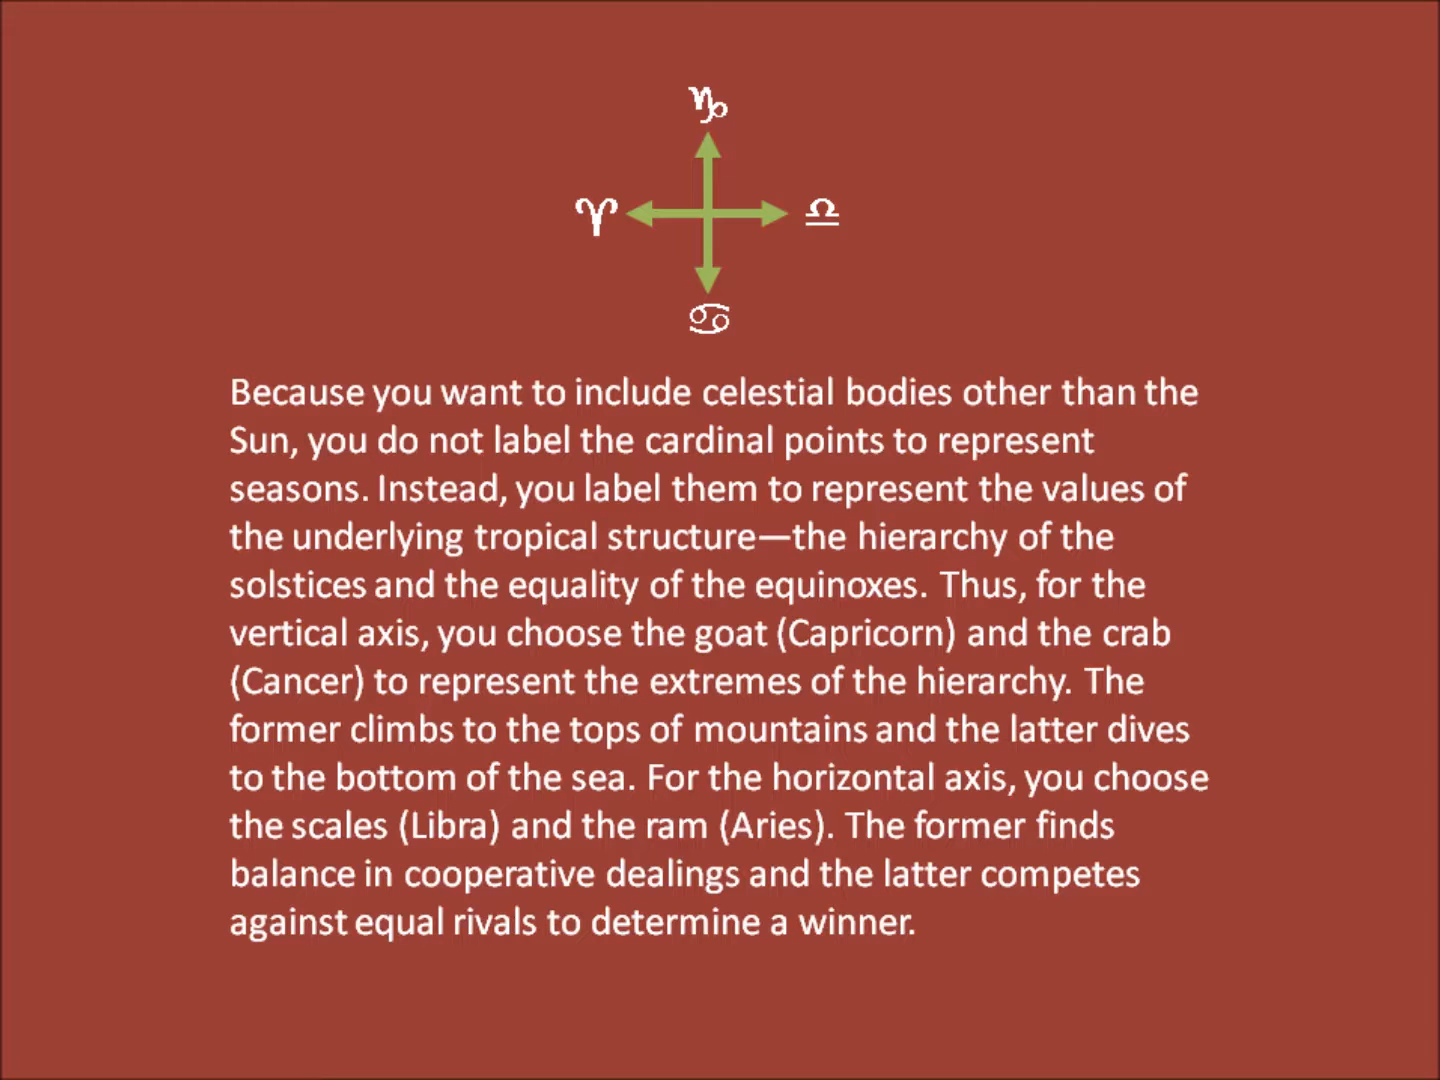 ♑
♈ ♎
♋
Because you want to include celestial bodies other than the
Sun, you do not label the cardinal points to represent
seasons. Instead, you label them to represent the values of
the underlying tropical structure—the hierarchy of the
solstices and the equality of the equinoxes. Thus, for the
vertical axis, you choose the goat (Capricorn) and the crab
(Cancer) to represent the extremes of the hierarchy. The
former climbs to the tops of mountains and the latter dives
to the bottom of the sea. For the horizontal axis, you choose
the scales (Libra) and the ram (Aries). The former finds
balance in cooperative dealings and the latter competes
against equal rivals to determine a winner.